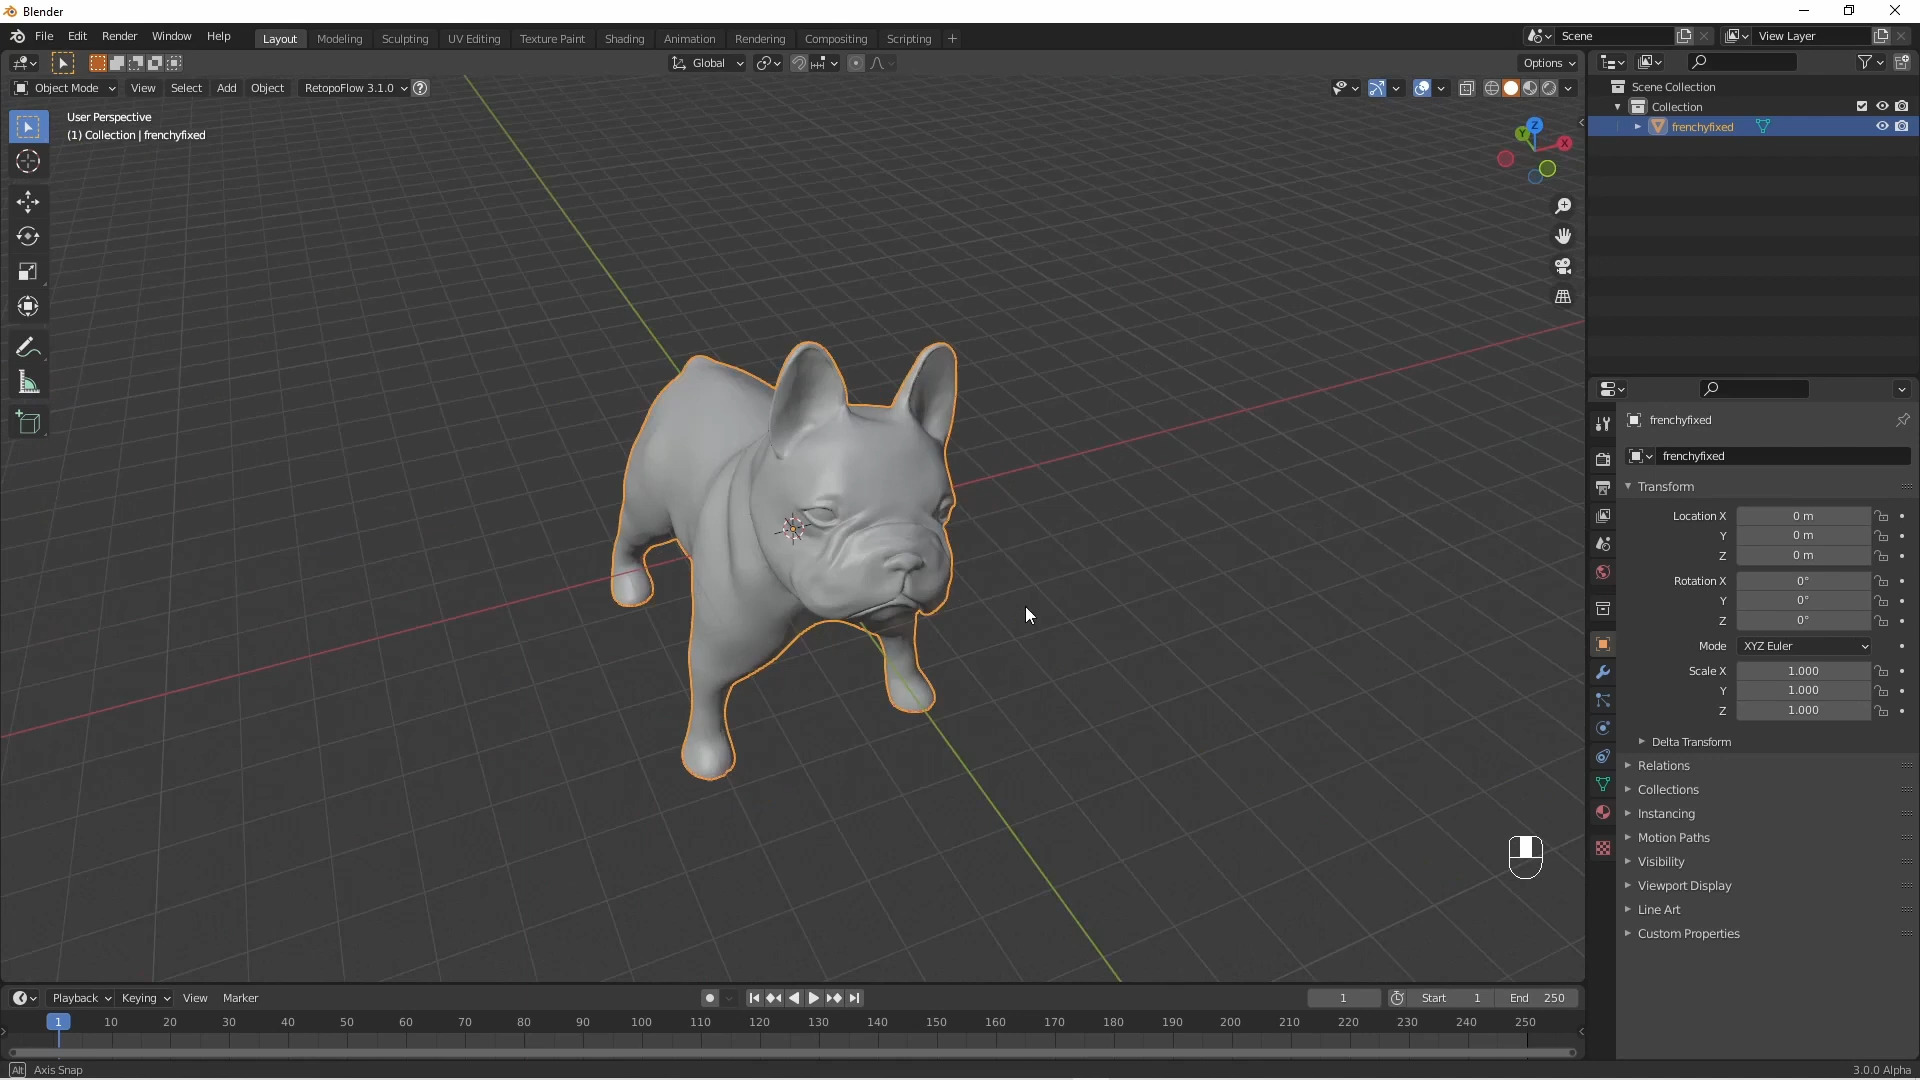 Blender
File Edit Render Window Help
Layout Modeling Sculpting UV Editing Texture Paint Shading Animation Rendering Compositing Scripting +
Scene
View Layer
Global
Options
Object Mode View Select Add Object RetopoFlow 3.1.0 ?
User Perspective
(1) Collection | frenchyfixed
Z
Y
X
Scene Collection
Collection
frenchyfixed
frenchyfixed
frenchyfixed
Transform
Location X 0 m
Y 0 m
Z 0 m
Rotation X 0°
Y 0°
Z 0°
Mode XYZ Euler
Scale X 1.000
Y 1.000
Z 1.000
Delta Transform
Relations
Collections
Instancing
Motion Paths
Visibility
Viewport Display
Line Art
Custom Properties
Playback Keying View Marker
1 Start 1 End 250
1 10 20 30 40 50 60 70 80 90 100 110 120 130 140 150 160 170 180 190 200 210 220 230 240 250
Alt Axis Snap
3.0.0 Alpha